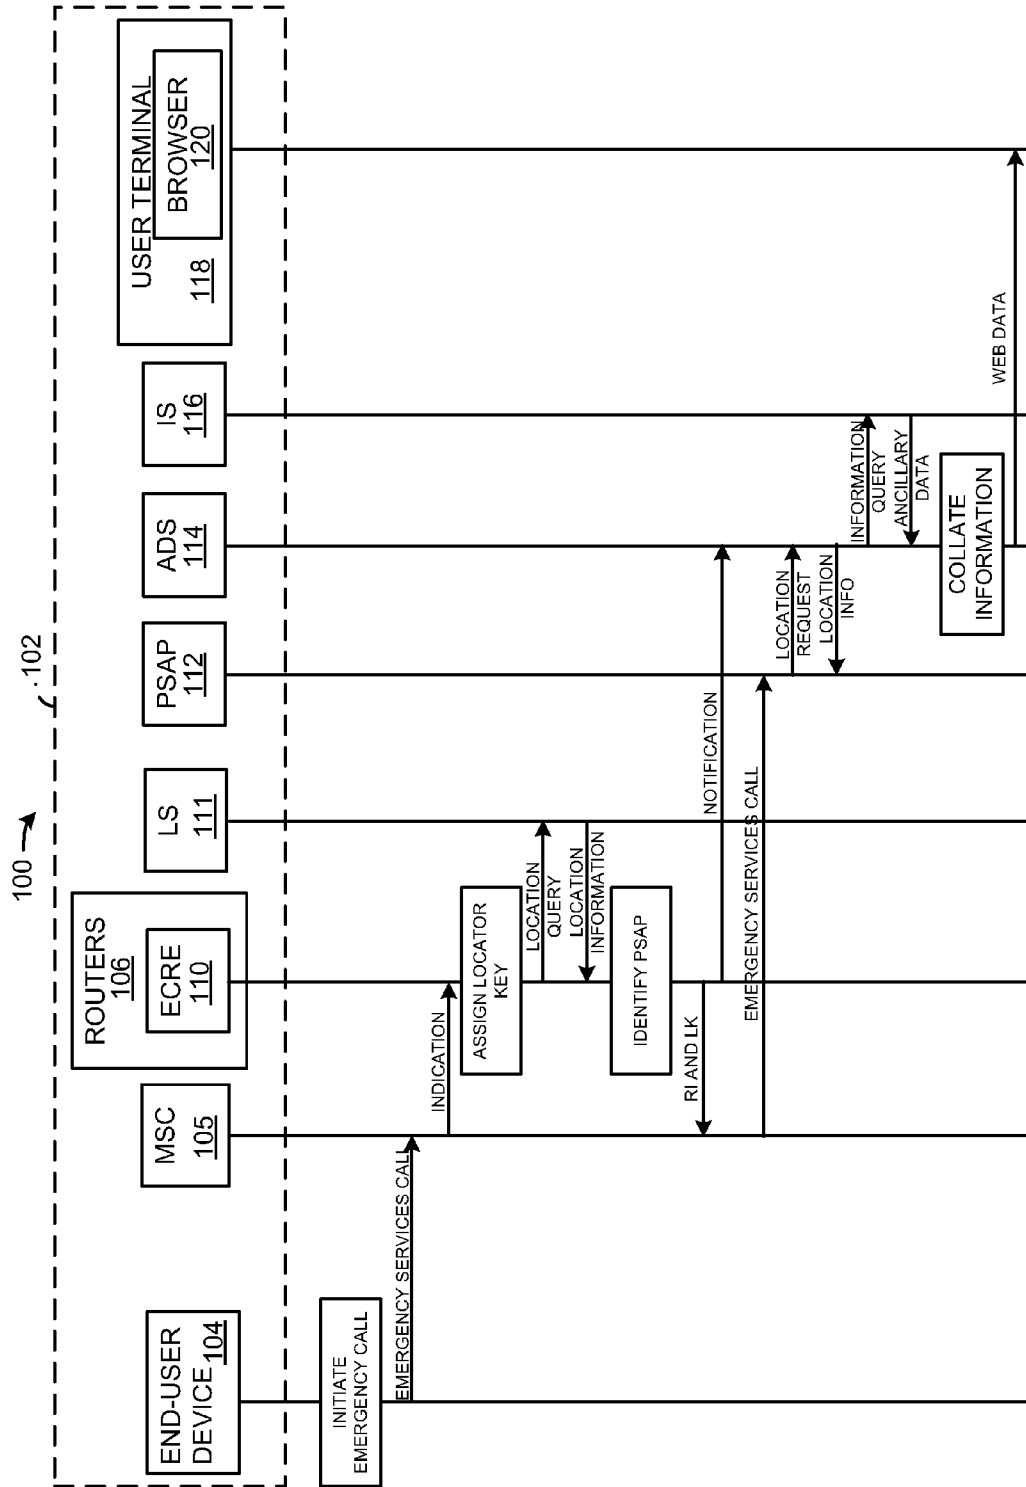 100
102
END-USER
DEVICE 104
MSC
105
ROUTERS
106
ECRE
110
LS
111
PSAP
112
ADS
114
IS
116
USER TERMINAL
118
BROWSER
120
INITIATE
EMERGENCY CALL
EMERGENCY SERVICES CALL
INDICATION
ASSIGN LOCATOR
KEY
LOCATION
QUERY
LOCATION
INFORMATION
IDENTIFY PSAP
RI AND LK
NOTIFICATION
EMERGENCY SERVICES CALL
LOCATION
REQUEST
LOCATION
INFO
INFORMATION
QUERY
ANCILLARY
DATA
COLLATE
INFORMATION
WEB DATA